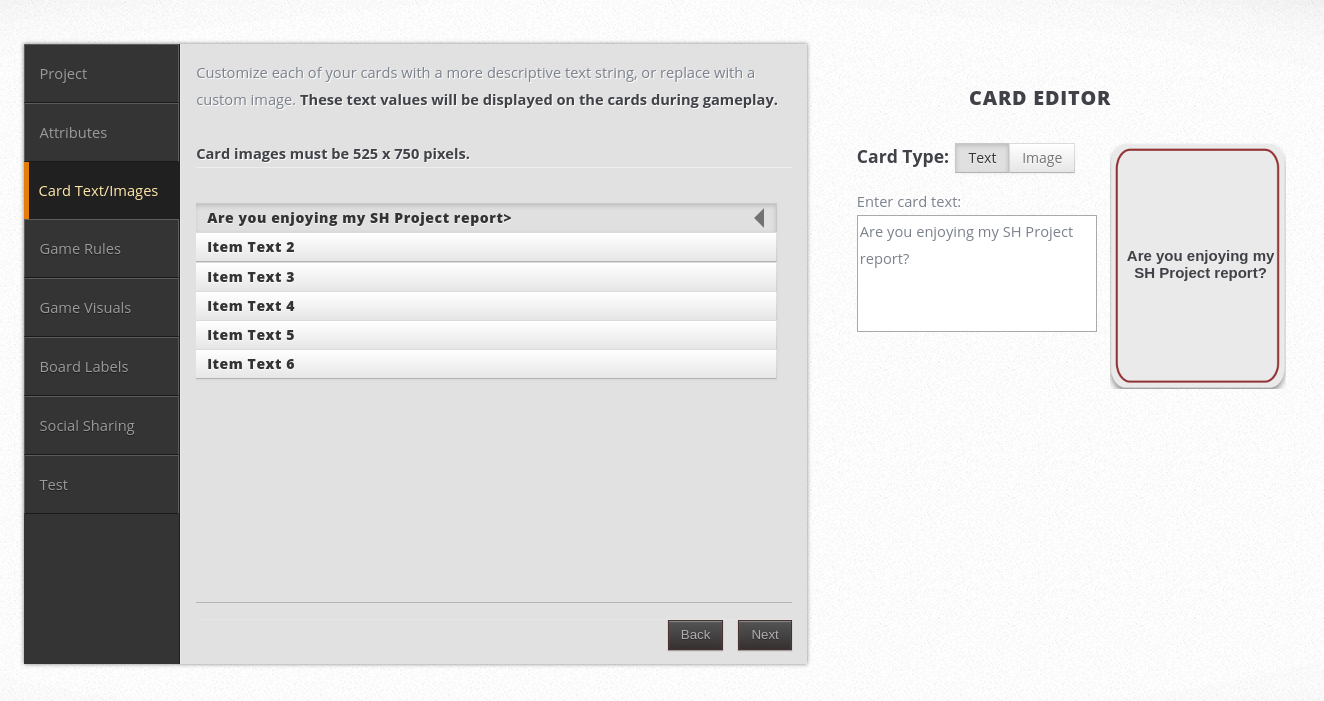 Project
Attributes
Card Text/Images
Game Rules
Game Visuals
Board Labels
Social Sharing
Test
Customize each of your cards with a more descriptive text string, or replace with a
custom image. These text values will be displayed on the cards during gameplay.
Card images must be 525 x 750 pixels.
Are you enjoying my SH Project report>
Item Text 2
Item Text 3
Item Text 4
Item Text 5
Item Text 6
Back
Next
CARD EDITOR
Card Type:
Text
Image
Enter card text:
Are you enjoying my SH Project
report?
Are you enjoying my
SH Project report?